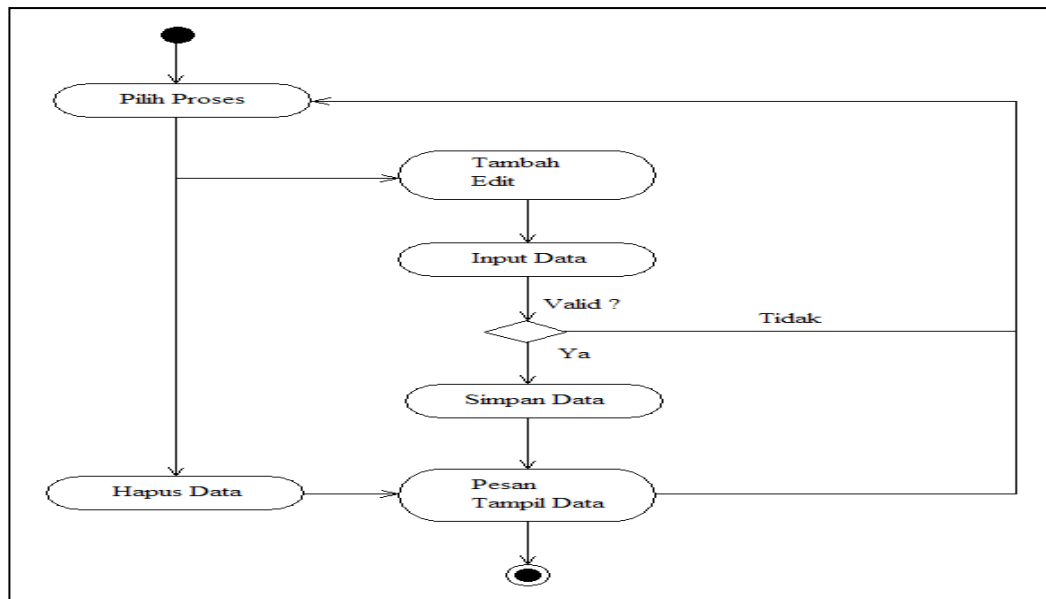 Pilih Proses
Tambah
Edit
Input Data
Valid ?
Tidak
Ya
Simpan Data
Hapus Data
Pesan
Tampil Data